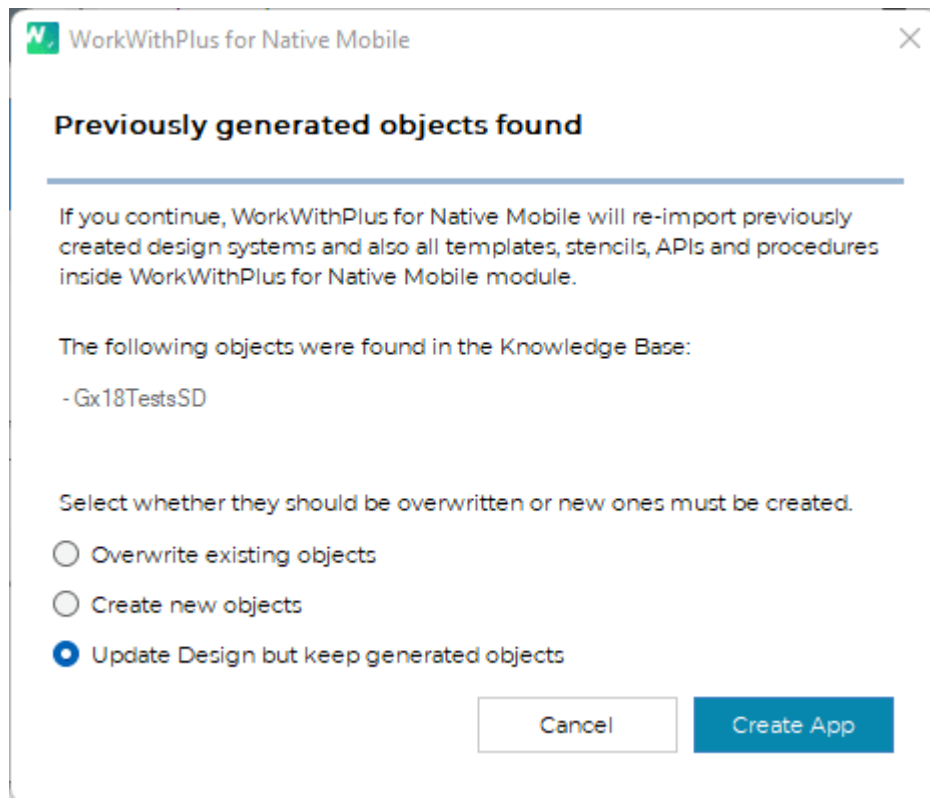 WorkWithPlus for Native Mobile
Previously generated objects found
If you continue, WorkWithPlus for Native Mobile will re-import previously
created design systems and also all templates, stencils, APIs and procedures
inside WorkWithPlus for Native Mobile module.
The following objects were found in the Knowledge Base:
- Gx18TestsSD
Select whether they should be overwritten or new ones must be created.
Overwrite existing objects
Create new objects
Update Design but keep generated objects
Cancel
Create App